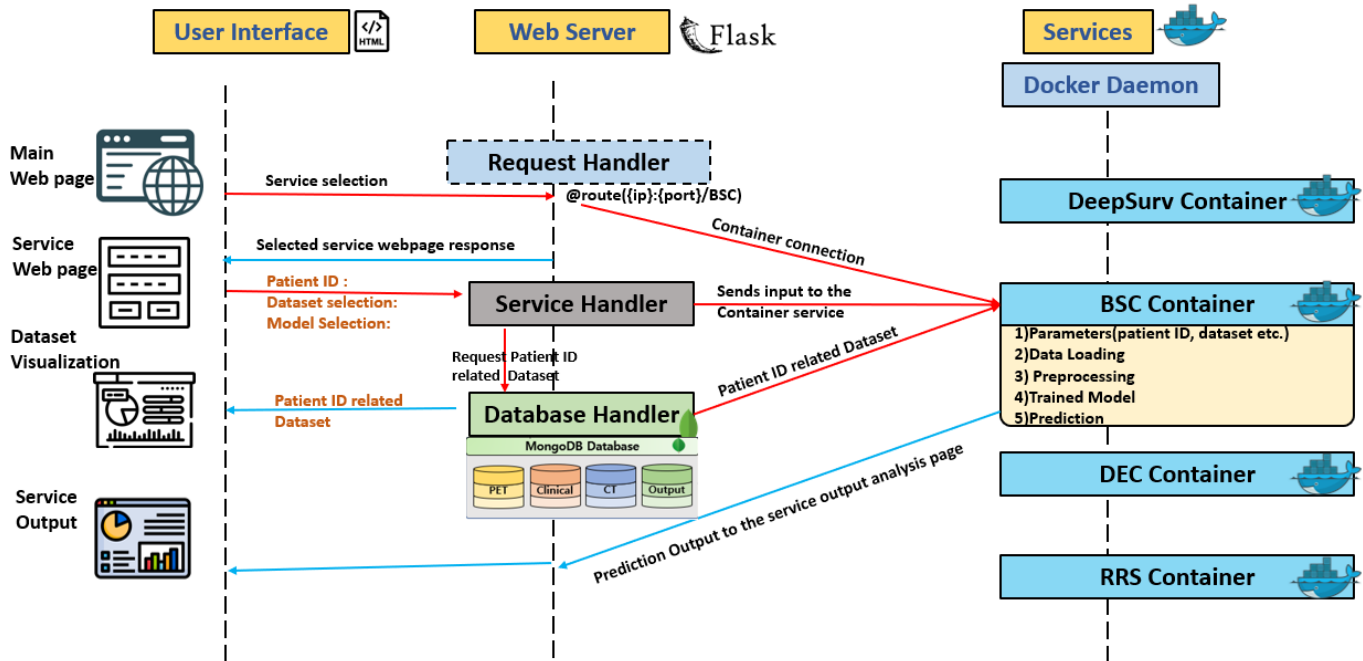 User Interface
HTML
Web Server
Flask
Services
Docker Daemon
Main
Web page
Request Handler
Service selection
@route({ip}:{port}/BSC)
DeepSurv Container
Container connection
Service
Web page
Selected service webpage response
Patient ID :
Dataset selection:
Model Selection:
Service Handler
Sends input to the
Container service
BSC Container
1)Parameters(patient ID, dataset etc.)
2)Data Loading
3) Preprocessing
4)Trained Model
5)Prediction
Dataset
Visualization
Request Patient ID
related Dataset
Patient ID related Dataset
Patient ID related
Dataset
Database Handler
MongoDB Database
PET
Clinical
CT
Output
DEC Container
Service
Output
Prediction Output to the service output analysis page
RRS Container